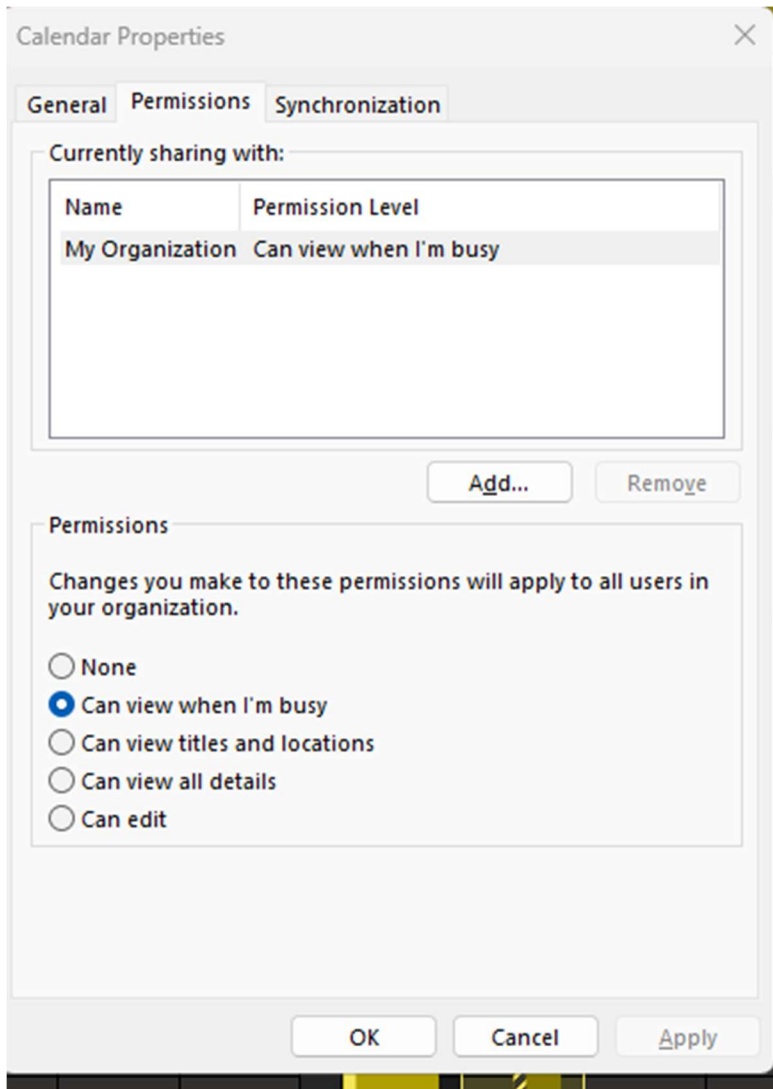 Calendar Properties
General Permissions Synchronization
Currently sharing with:
Name Permission Level
My Organization Can view when I'm busy
Add... Remove
Permissions
Changes you make to these permissions will apply to all users in
your organization.
None
Can view when I'm busy
Can view titles and locations
Can view all details
Can edit
OK Cancel Apply